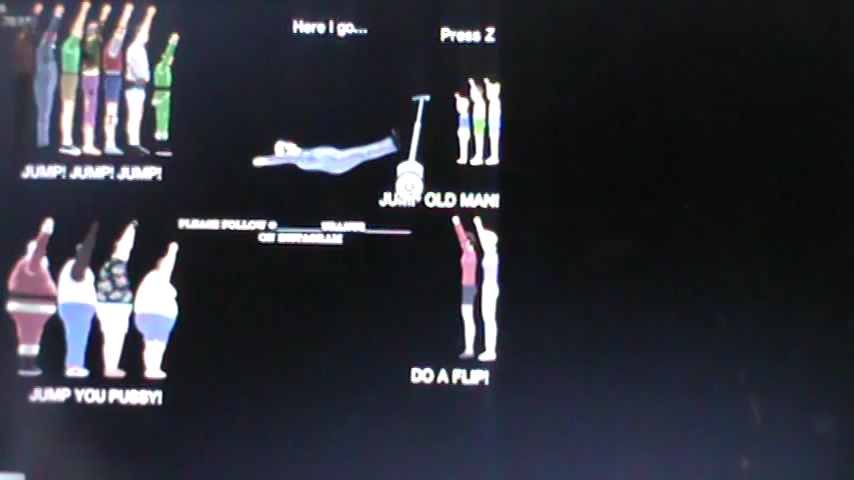 Here I go...
Press Z
JUMP! JUMP! JUMP!
JUMP OLD MAN!
PLEASE FOLLOW
ON INSTAGRAM
DO A FLIP!
JUMP YOU PUSSY!